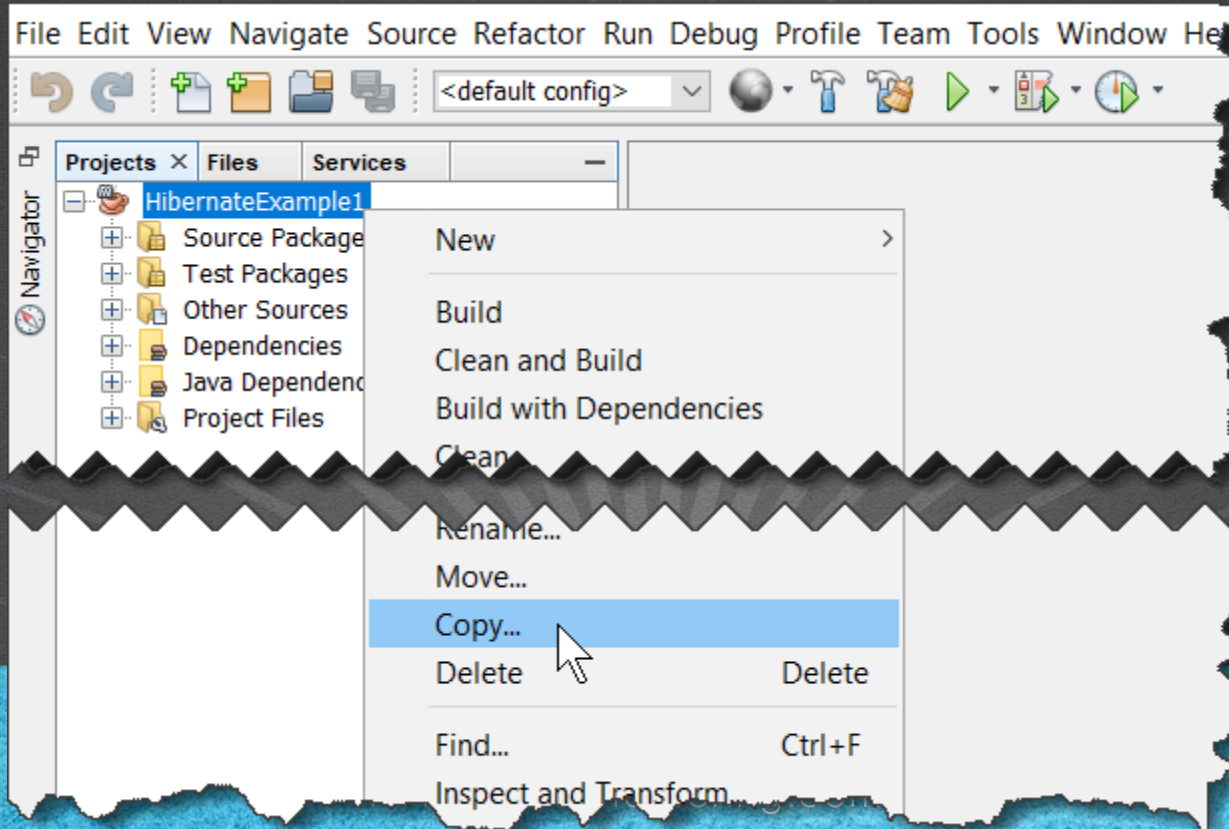 File Edit View Navigate Source Refactor Run Debug Profile Team Tools Window
<default config>
Projects Files Services
Navigator
HibernateExample1
Source Package
Test Packages
Other Sources
Dependencies
Java Dependenc
Project Files
New
Build
Clean and Build
Build with Dependencies
Clean
Rename...
Move...
Copy...
Delete Delete
Find... Ctrl+F
Inspect and Transform...